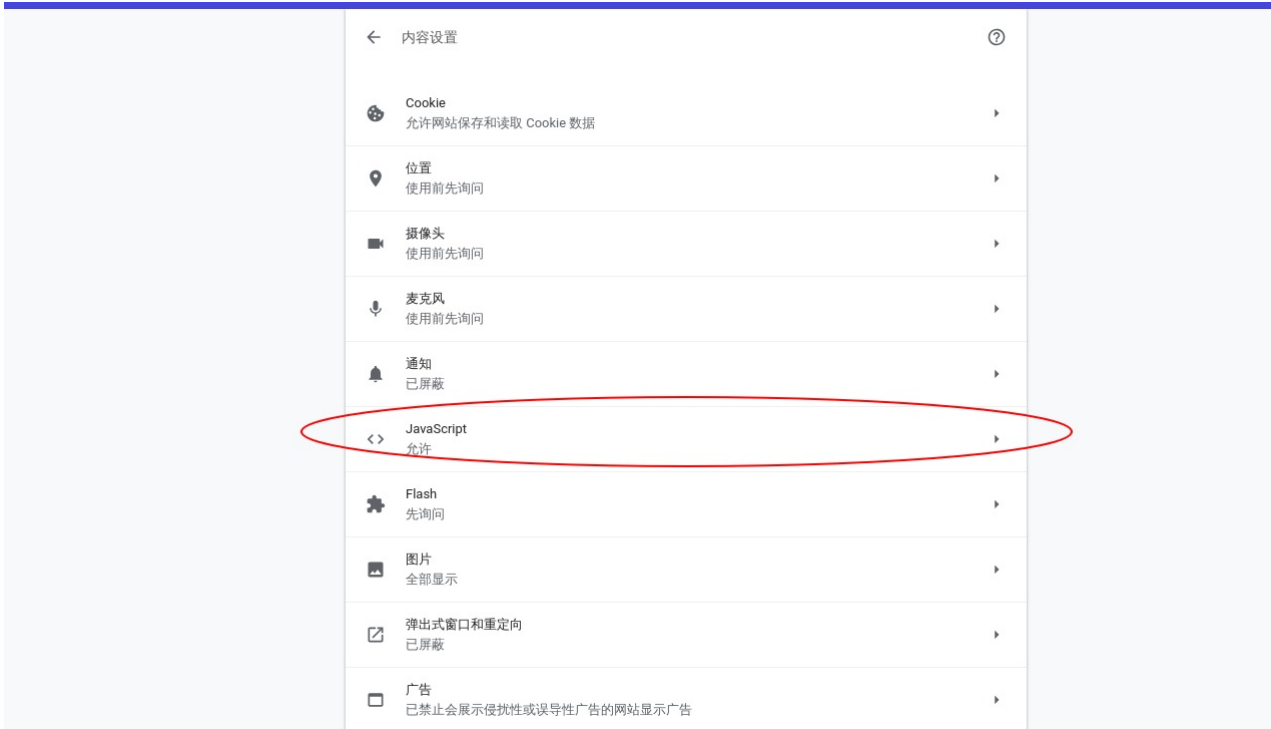 内容设置
Cookie
允许网站保存和读取 Cookie 数据
位置
使用前先询问
摄像头
使用前先询问
麦克风
使用前先询问
通知
已屏蔽
JavaScript
允许
Flash
先询问
图片
全部显示
弹出式窗口和重定向
已屏蔽
广告
已禁止会展示侵扰性或误导性广告的网站显示广告